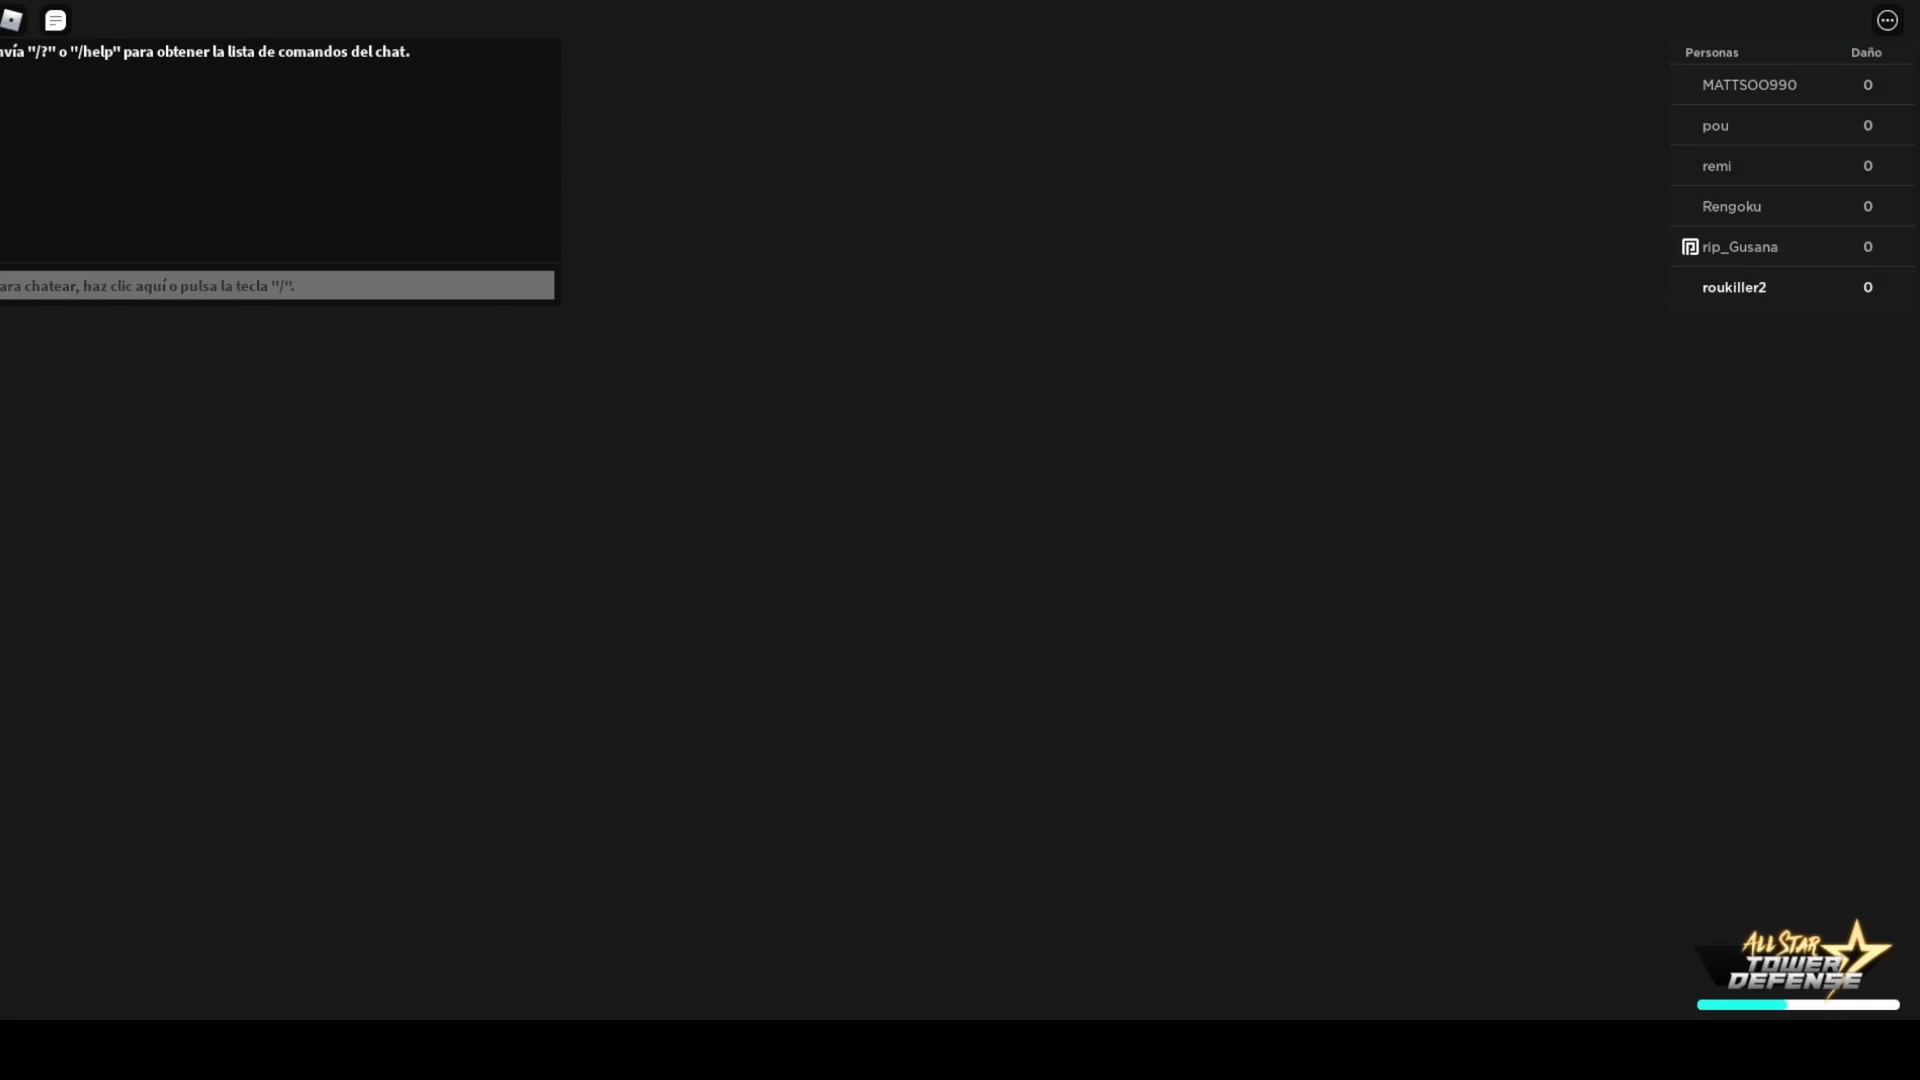 nvía "/?" o "/help" para obtener la lista de comandos del chat.
ara chatear, haz clic aquí o pulsa la tecla "/".
Personas Daño
MATTSOO990 0
pou 0
remi 0
Rengoku 0
rip_Gusana 0
roukiller2 0
ALL STAR
TOWER
DEFENSE